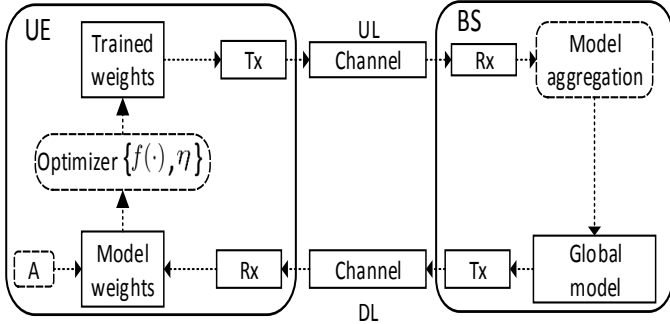 UE
UL
BS
Trained
weights
Tx
Channel
Rx
Model
aggregation
Optimizer {f(·), η}
A
Model
weights
Rx
Channel
Tx
Global
model
DL